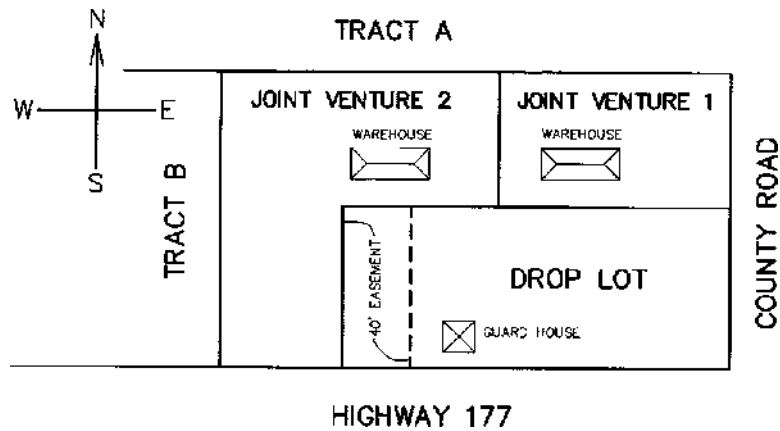 N
TRACT A
W
E
JOINT VENTURE 2
JOINT VENTURE 1
WAREHOUSE
WAREHOUSE
S
TRACT B
COUNTY ROAD
40' EASEMENT
DROP LOT
GUARD HOUSE
HIGHWAY 177